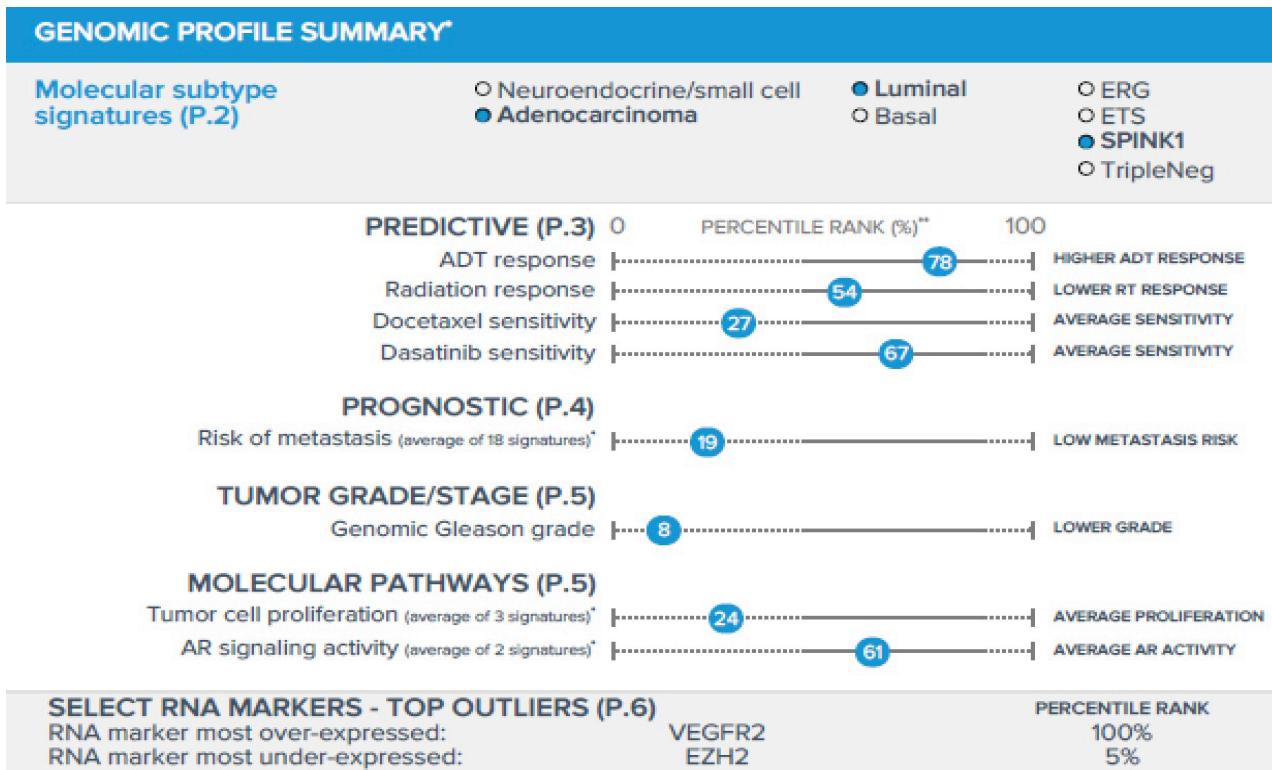 GENOMIC PROFILE SUMMARY*
Molecular subtype
signatures (P.2)
Neuroendocrine/small cell
Adenocarcinoma
Luminal
Basal
ERG
ETS
SPINK1
TripleNeg
PREDICTIVE (P.3) 0 PERCENTILE RANK (%)** 100
ADT response 78 HIGHER ADT RESPONSE
Radiation response 54 LOWER RT RESPONSE
Docetaxel sensitivity 27 AVERAGE SENSITIVITY
Dasatinib sensitivity 67 AVERAGE SENSITIVITY
PROGNOSTIC (P.4)
Risk of metastasis (average of 18 signatures)* 19 LOW METASTASIS RISK
TUMOR GRADE/STAGE (P.5)
Genomic Gleason grade 8 LOWER GRADE
MOLECULAR PATHWAYS (P.5)
Tumor cell proliferation (average of 3 signatures)* 24 AVERAGE PROLIFERATION
AR signaling activity (average of 2 signatures)* 61 AVERAGE AR ACTIVITY
SELECT RNA MARKERS - TOP OUTLIERS (P.6) PERCENTILE RANK
RNA marker most over-expressed: VEGFR2 100%
RNA marker most under-expressed: EZH2 5%